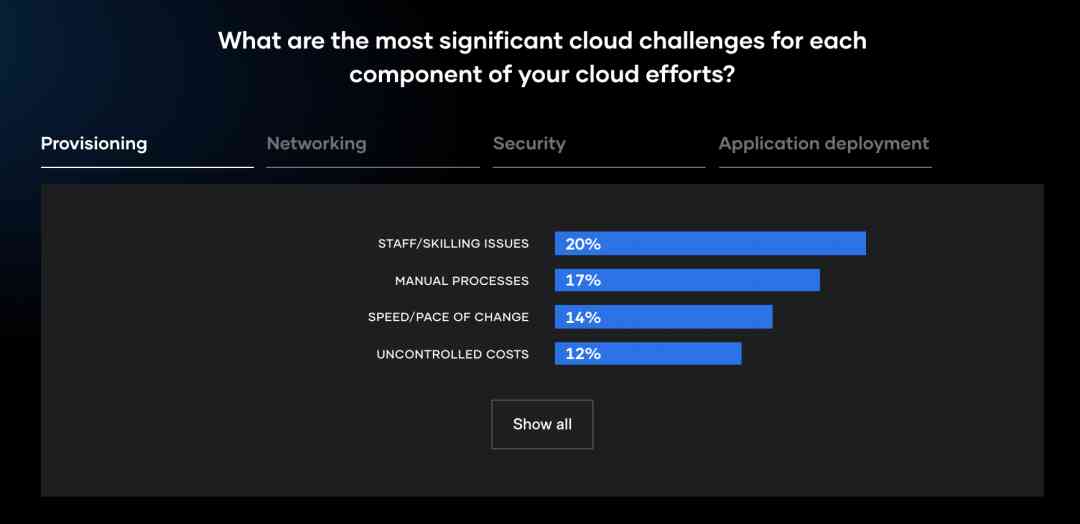 What are the most significant cloud challenges for each
component of your cloud efforts?
Provisioning
Networking
Security
Application deployment
STAFF/SKILLING ISSUES 20%
MANUAL PROCESSES 17%
SPEED/PACE OF CHANGE 14%
UNCONTROLLED COSTS 12%
Show all